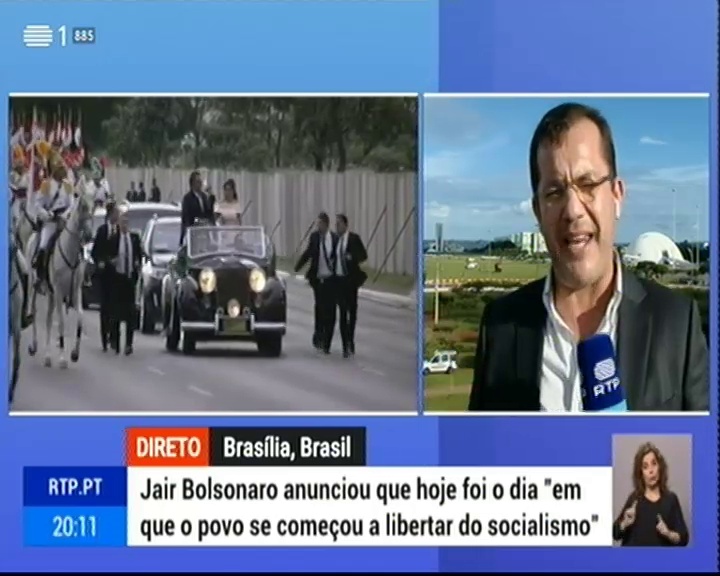 1 885
RTP
DIRETO Brasília, Brasil
RTP.PT
20:11
Jair Bolsonaro anunciou que hoje foi o dia "em
que o povo se começou a libertar do socialismo"